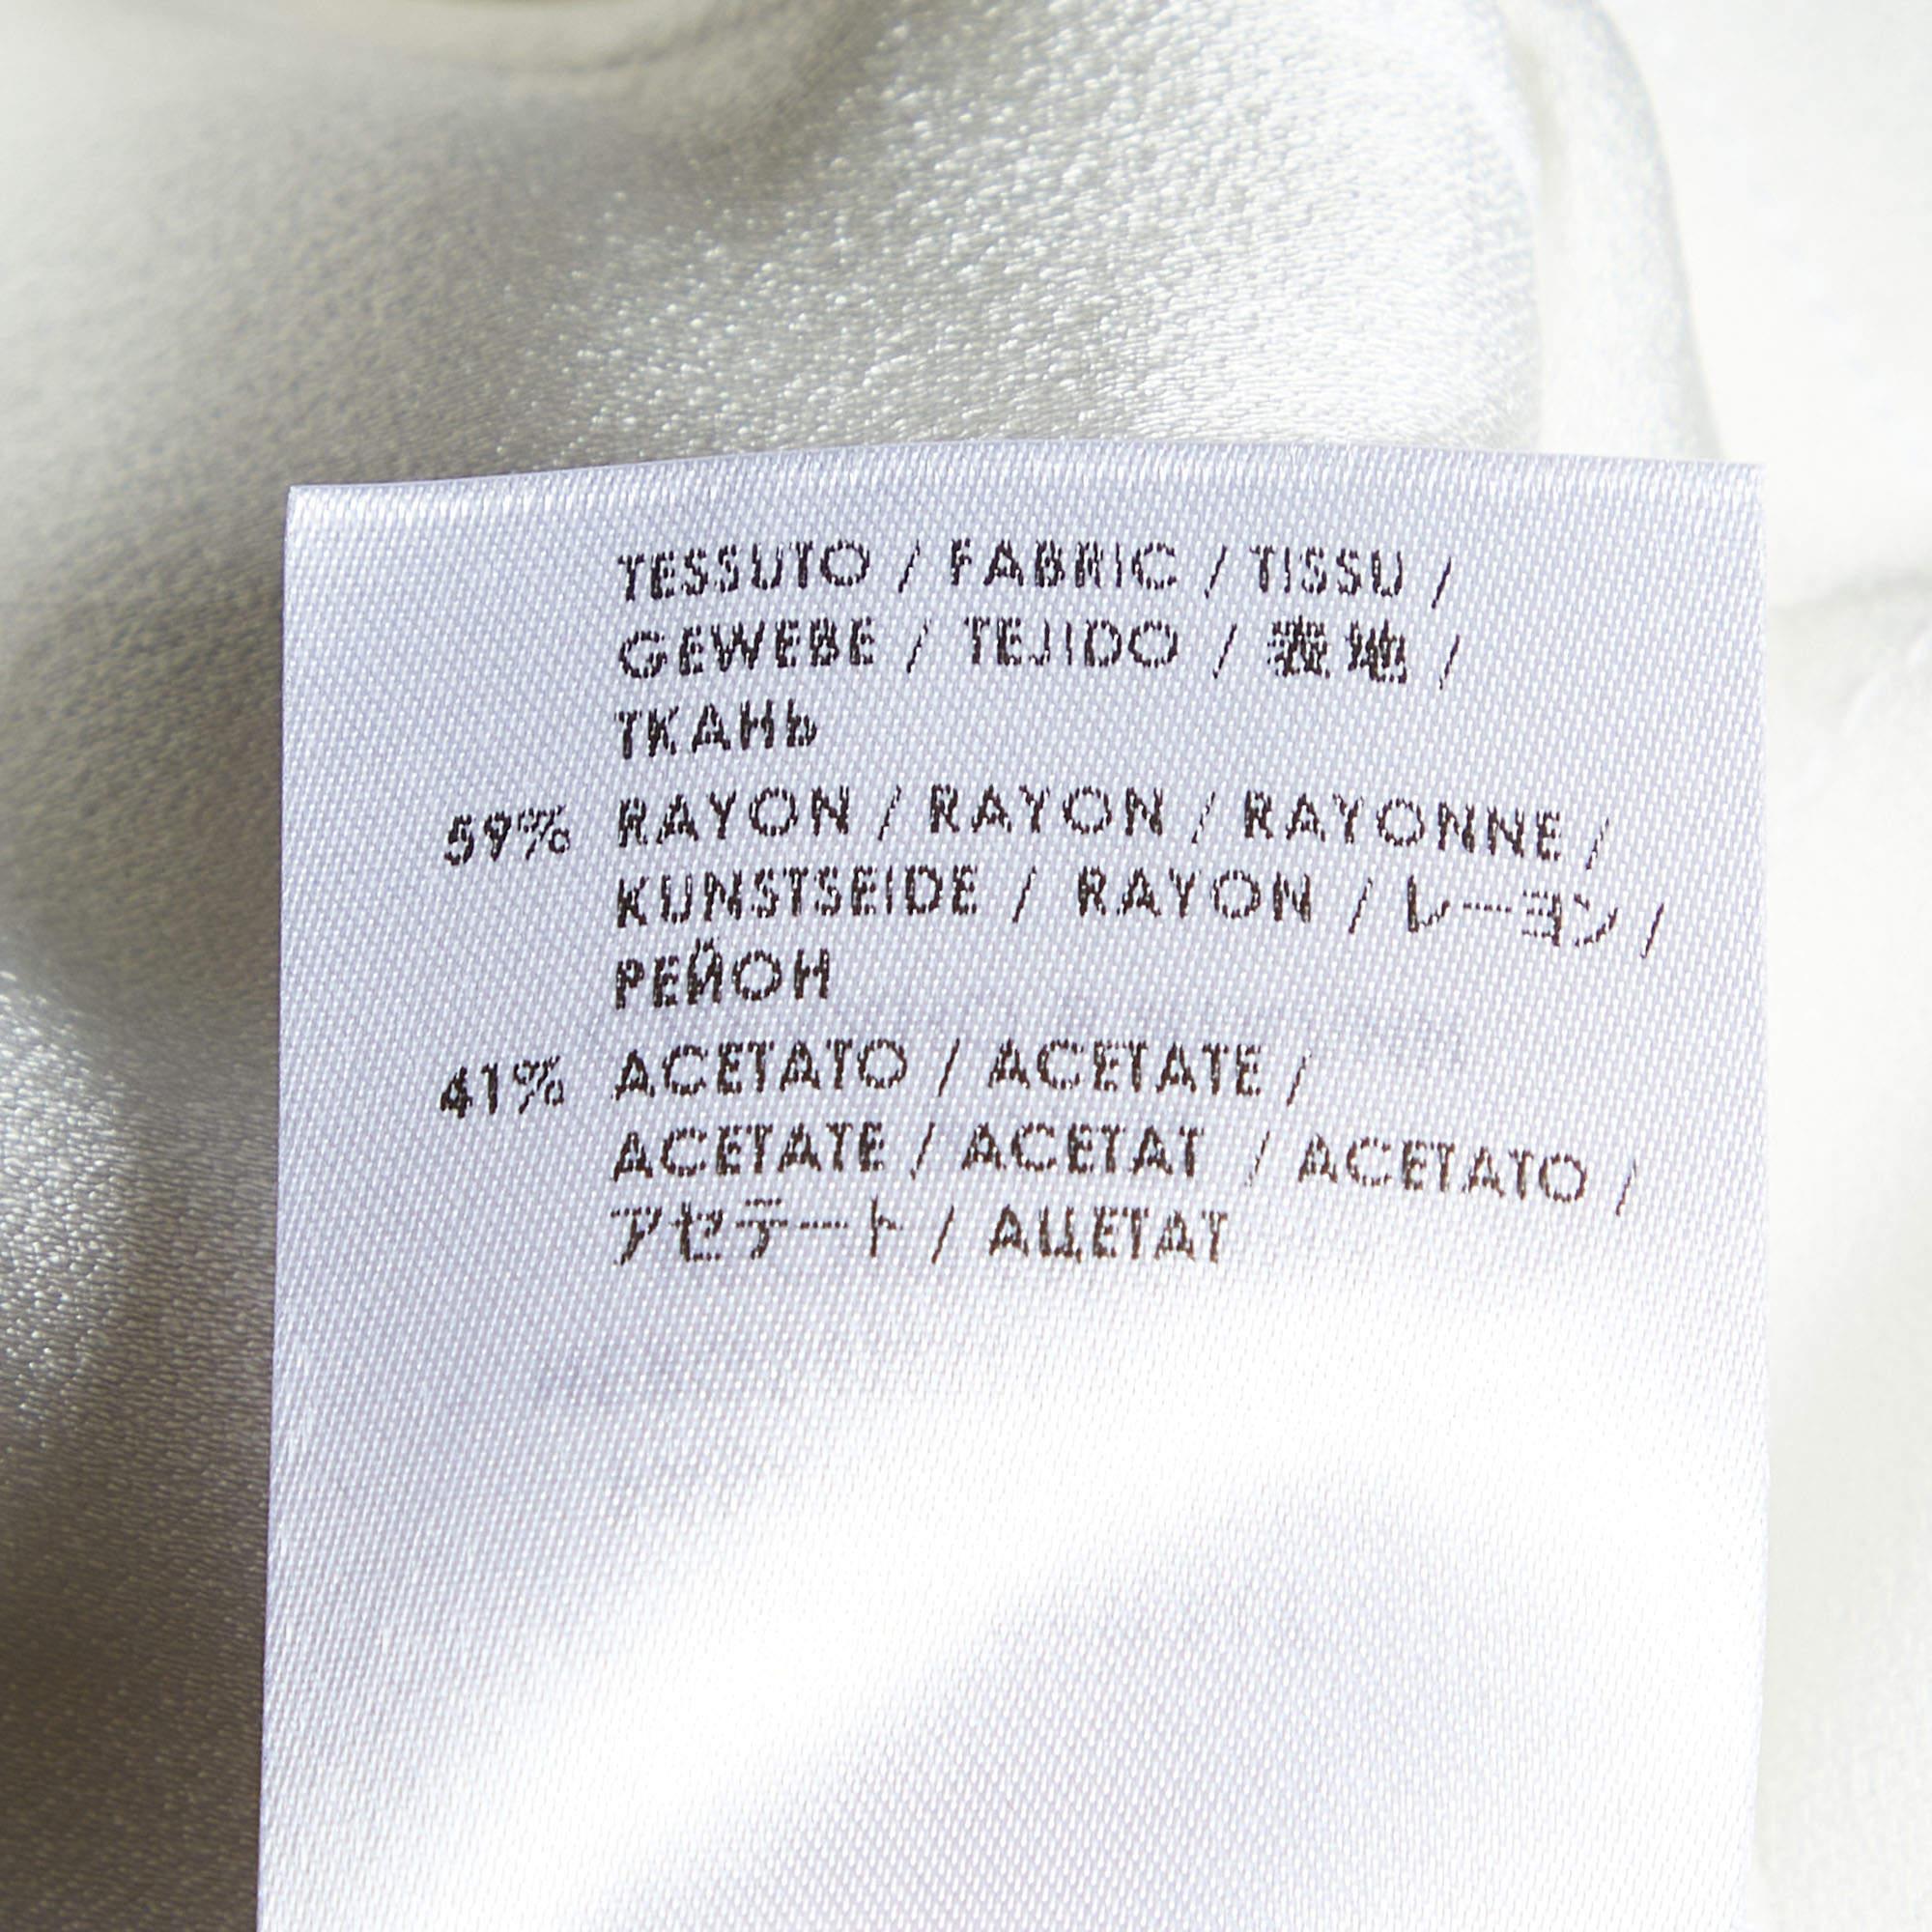 TESSUTO / FABRIC / TISSU /
GEWEBE / TEJIDO / 表地 /
ТКАНЬ
59% RAYON / RAYON / RAYONNE /
KUNSTSEIDE / RAYON / レーヨン /
РЕЙОН
41% ACETATO / ACETATE /
ACETATE / ACETAT / ACETATO /
アセテート / АЦЕТАТ